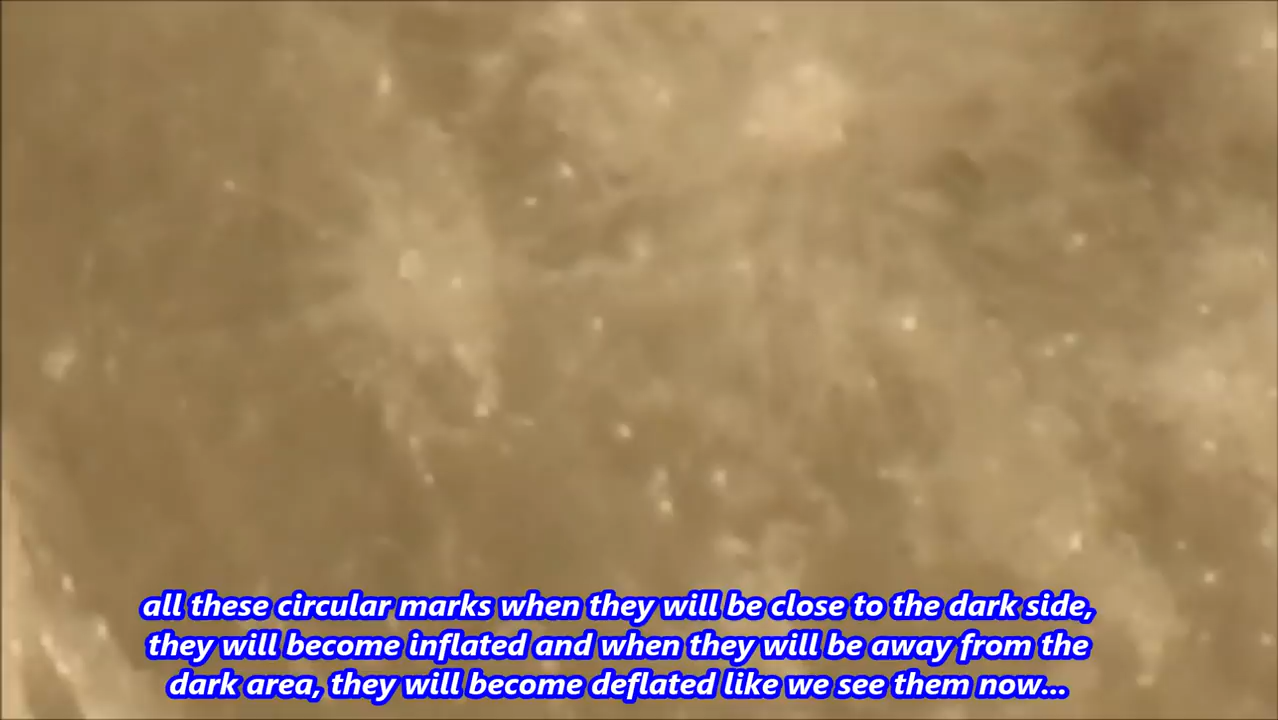 all these circular marks when they will be close to the dark side,
they will become inflated and when they will be away from the
dark area, they will become deflated like we see them now...